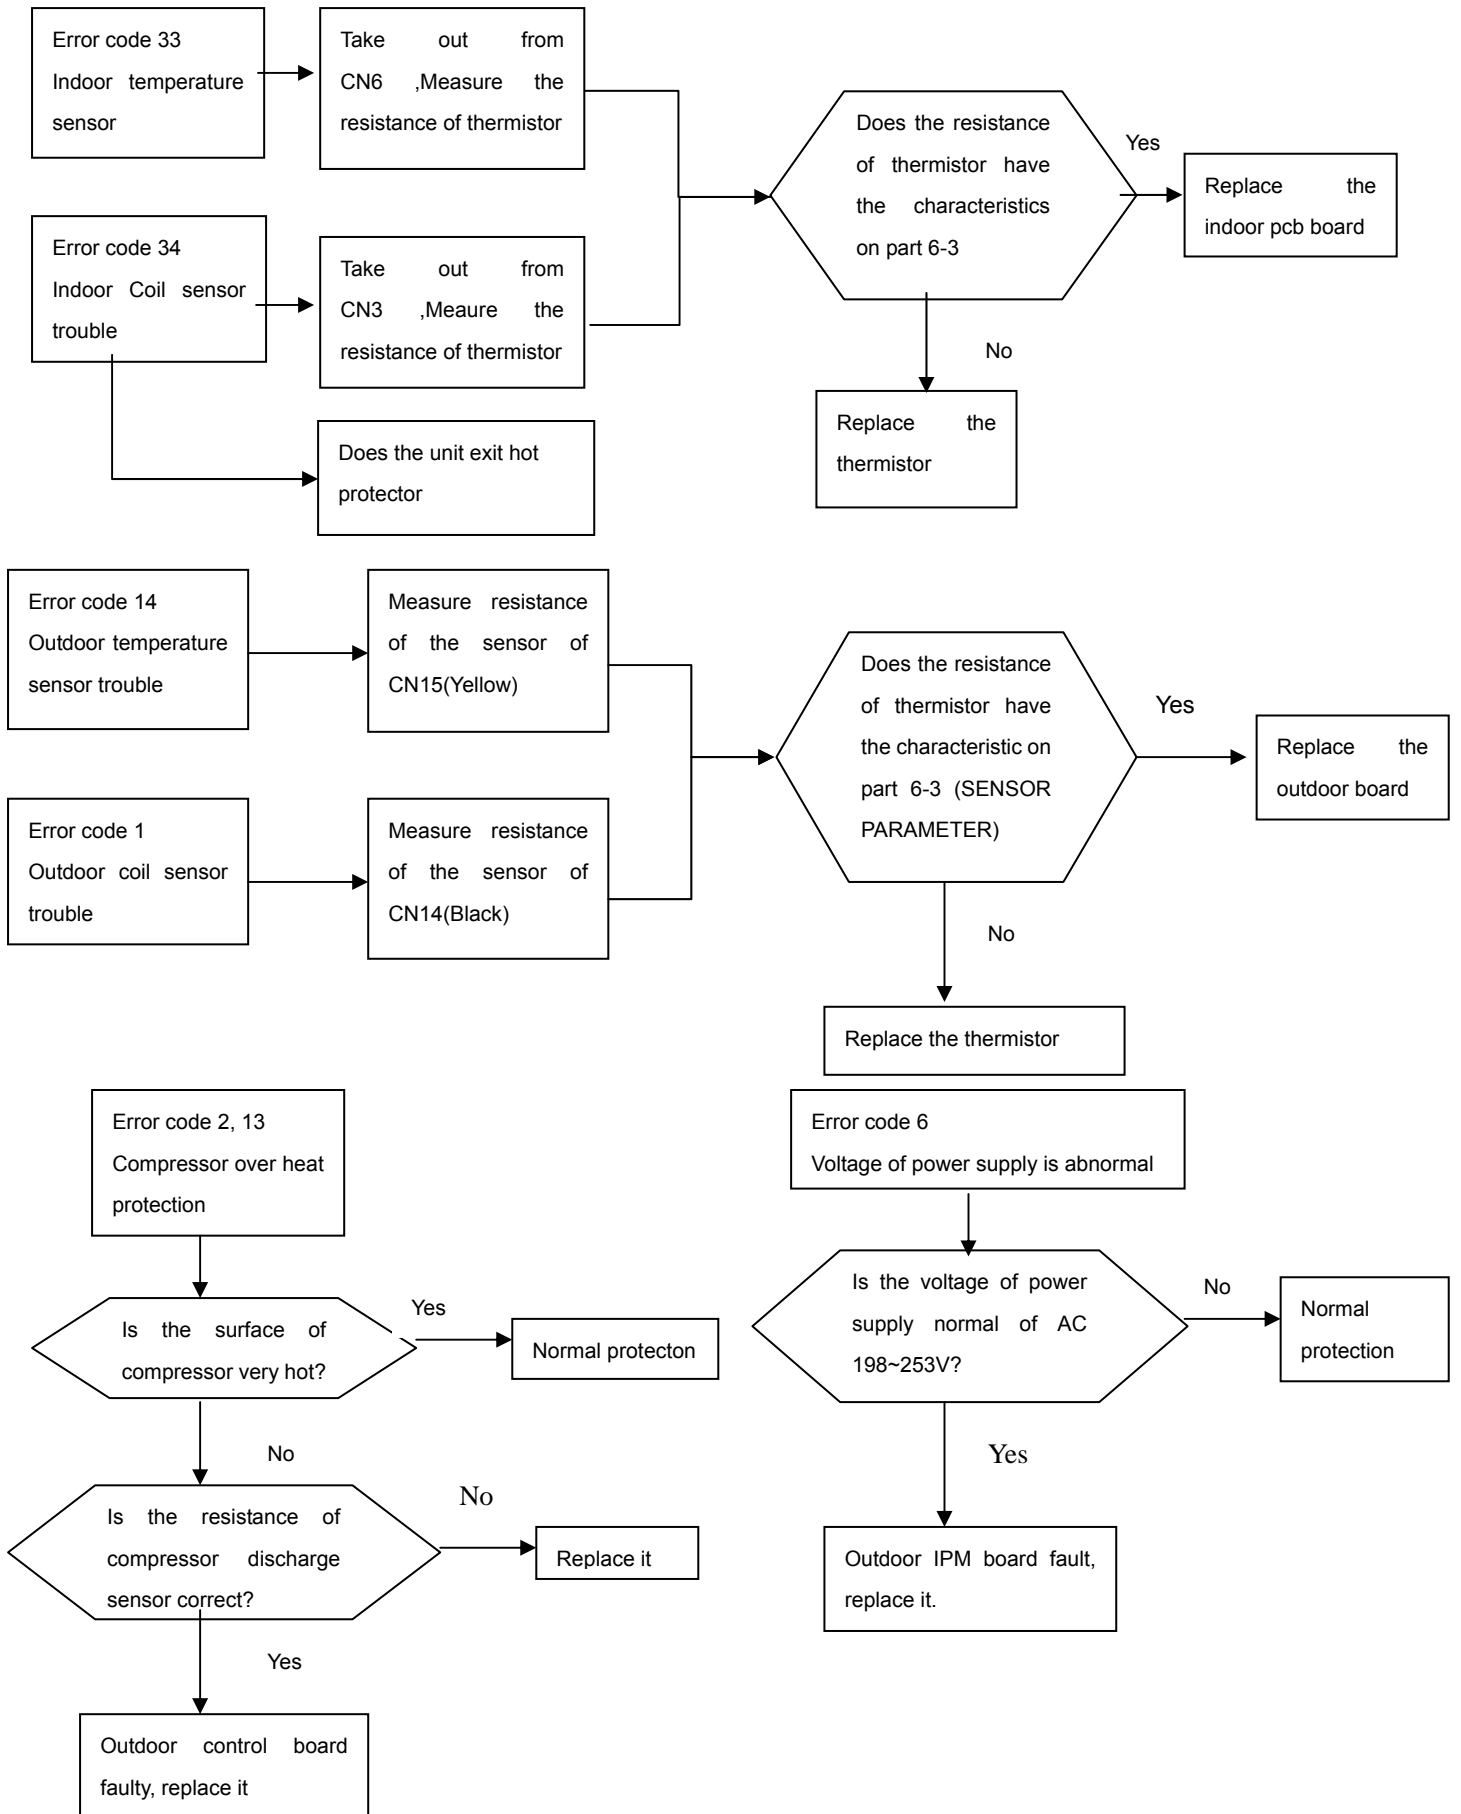 Error code 33
Indoor temperature
sensor
Take out from
CN6 ,Measure the
resistance of thermistor
Does the resistance
of thermistor have
the characteristics
on part 6-3
Yes
Replace the
indoor pcb board
Error code 34
Indoor Coil sensor
trouble
Take out from
CN3 ,Meaure the
resistance of thermistor
No
Replace the
thermistor
Does the unit exit hot
protector
Error code 14
Outdoor temperature
sensor trouble
Measure resistance
of the sensor of
CN15(Yellow)
Does the resistance
of thermistor have
the characteristic on
part 6-3 (SENSOR
PARAMETER)
Yes
Replace the
outdoor board
Error code 1
Outdoor coil sensor
trouble
Measure resistance
of the sensor of
CN14(Black)
No
Replace the thermistor
Error code 2, 13
Compressor over heat
protection
Is the surface of
compressor very hot?
Yes
Normal protecton
No
Is the resistance of
compressor discharge
sensor correct?
No
Replace it
Yes
Outdoor control board
faulty, replace it
Error code 6
Voltage of power supply is abnormal
Is the voltage of power
supply normal of AC
198~253V?
No
Normal
protection
Yes
Outdoor IPM board fault,
replace it.